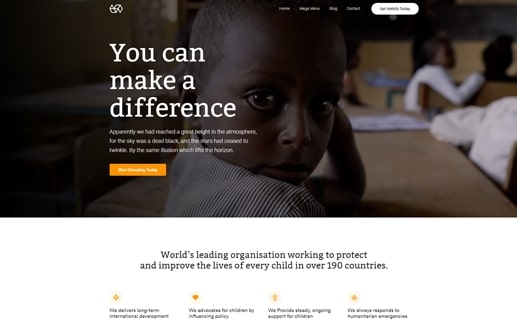 Home Mega Menu Blog Contact Get Webify Today
You can
make a
difference
Apparently we had reached a great height in the atmosphere,
for the sky was a dead black, and the stars had ceased to
twinkle. By the same illusion which lifts the horizon.
Start Donating Today
World's leading organisation working to protect
and improve the lives of every child in over 190 countries.
We delivers long-term
international development
We advocates for children by
influencing policy
We Provide steady, ongoing
support for children
We always responds to
humanitarian emergencies